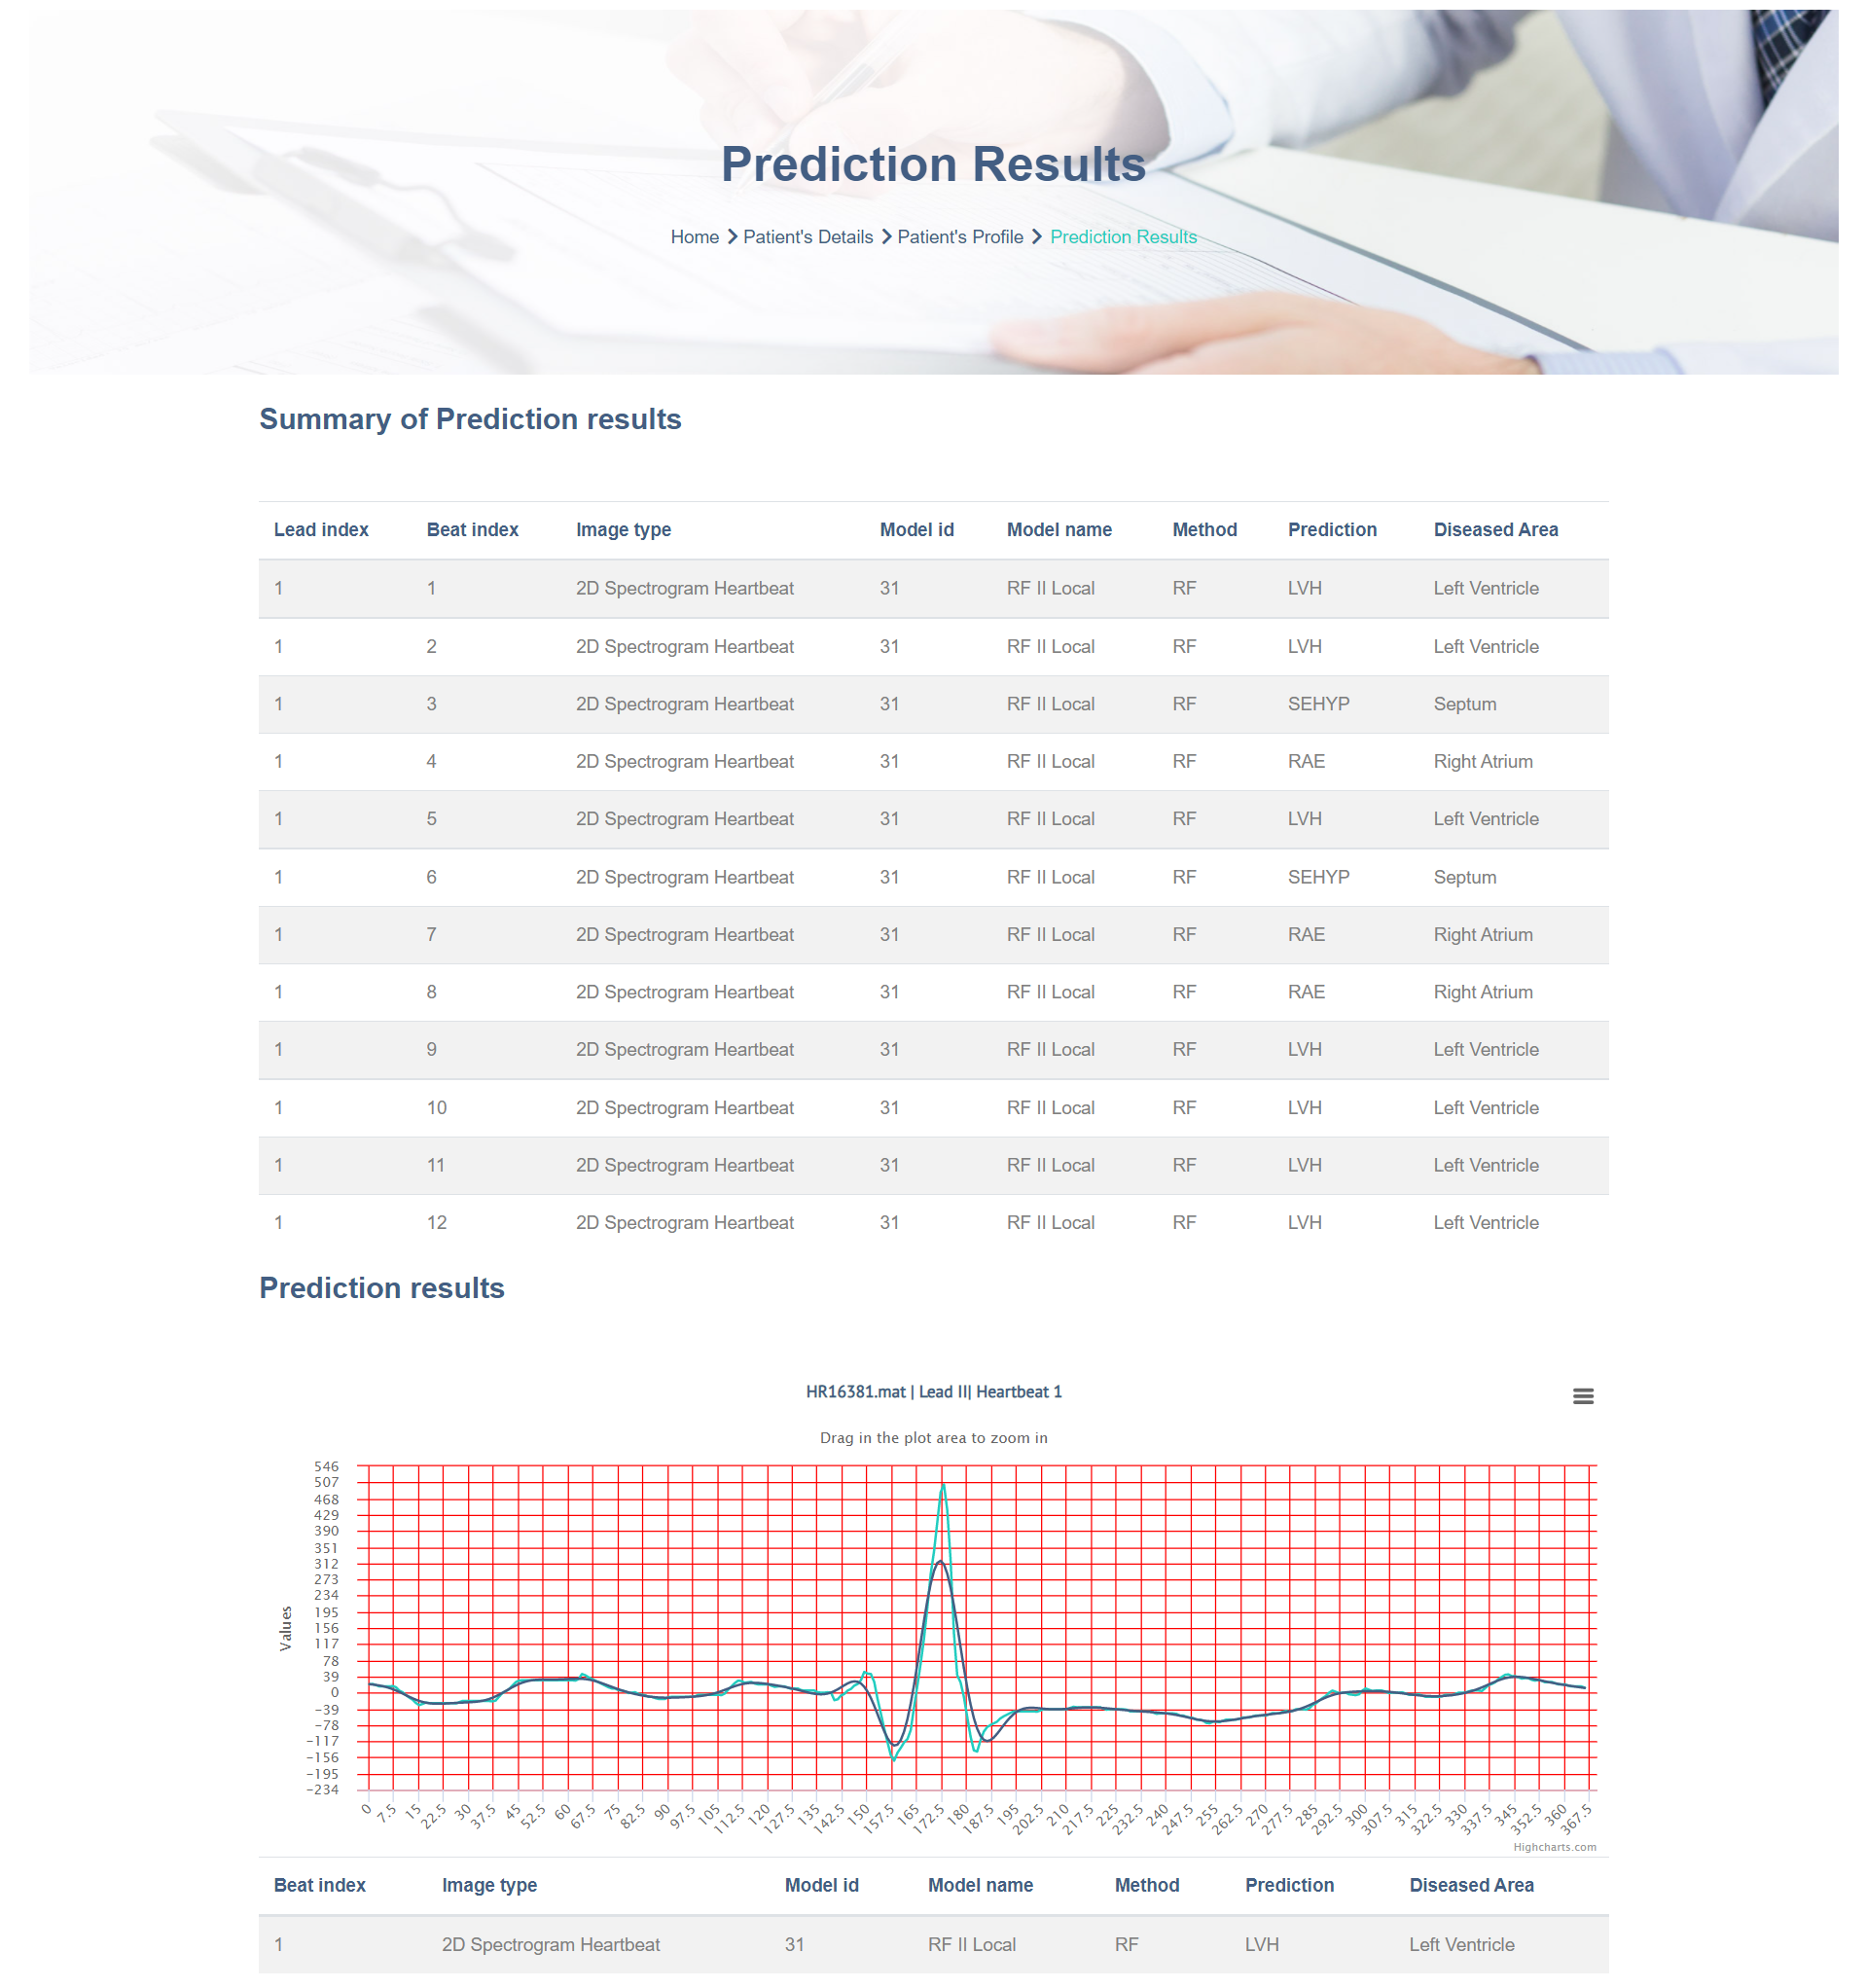 Prediction Results
Home > Patient's Details > Patient's Profile > Prediction Results
Summary of Prediction results
Lead index Beat index Image type Model id Model name Method Prediction Diseased Area
1 1 2D Spectrogram Heartbeat 31 RF II Local RF LVH Left Ventricle
1 2 2D Spectrogram Heartbeat 31 RF II Local RF LVH Left Ventricle
1 3 2D Spectrogram Heartbeat 31 RF II Local RF SEHYP Septum
1 4 2D Spectrogram Heartbeat 31 RF II Local RF RAE Right Atrium
1 5 2D Spectrogram Heartbeat 31 RF II Local RF LVH Left Ventricle
1 6 2D Spectrogram Heartbeat 31 RF II Local RF SEHYP Septum
1 7 2D Spectrogram Heartbeat 31 RF II Local RF RAE Right Atrium
1 8 2D Spectrogram Heartbeat 31 RF II Local RF RAE Right Atrium
1 9 2D Spectrogram Heartbeat 31 RF II Local RF LVH Left Ventricle
1 10 2D Spectrogram Heartbeat 31 RF II Local RF LVH Left Ventricle
1 11 2D Spectrogram Heartbeat 31 RF II Local RF LVH Left Ventricle
1 12 2D Spectrogram Heartbeat 31 RF II Local RF LVH Left Ventricle
Prediction results
HR16381.mat | Lead II| Heartbeat 1
Drag in the plot area to zoom in
Values
546
507
468
429
390
351
312
273
234
195
156
117
78
39
0
-39
-78
-117
-156
-195
-234
0 7.5 15 22.5 30 37.5 45 52.5 60 67.5 75 82.5 90 97.5 105 112.5 120 127.5 135 142.5 150 157.5 165 172.5 180 187.5 195 202.5 210 217.5 225 232.5 240 247.5 255 262.5 270 277.5 285 292.5 300 307.5 315 322.5 330 337.5 345 352.5 360 367.5
Highcharts.com
Beat index Image type Model id Model name Method Prediction Diseased Area
1 2D Spectrogram Heartbeat 31 RF II Local RF LVH Left Ventricle